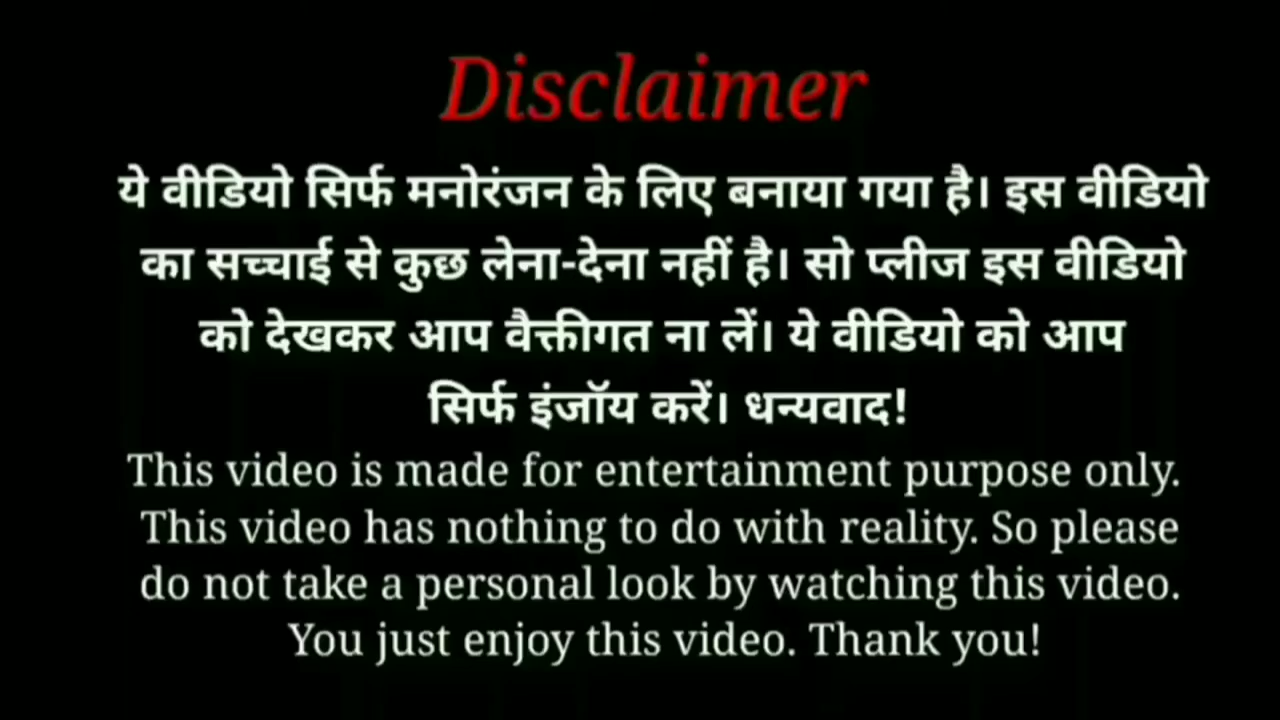 Disclaimer
ये वीडियो सिर्फ मनोरंजन के लिए बनाया गया है। इस वीडियो
का सच्चाई से कुछ लेना-देना नहीं है। सो प्लीज इस वीडियो
को देखकर आप वैक्तीगत ना लें। ये वीडियो को आप
सिर्फ इंजॉय करें। धन्यवाद!
This video is made for entertainment purpose only.
This video has nothing to do with reality. So please
do not take a personal look by watching this video.
You just enjoy this video. Thank you!